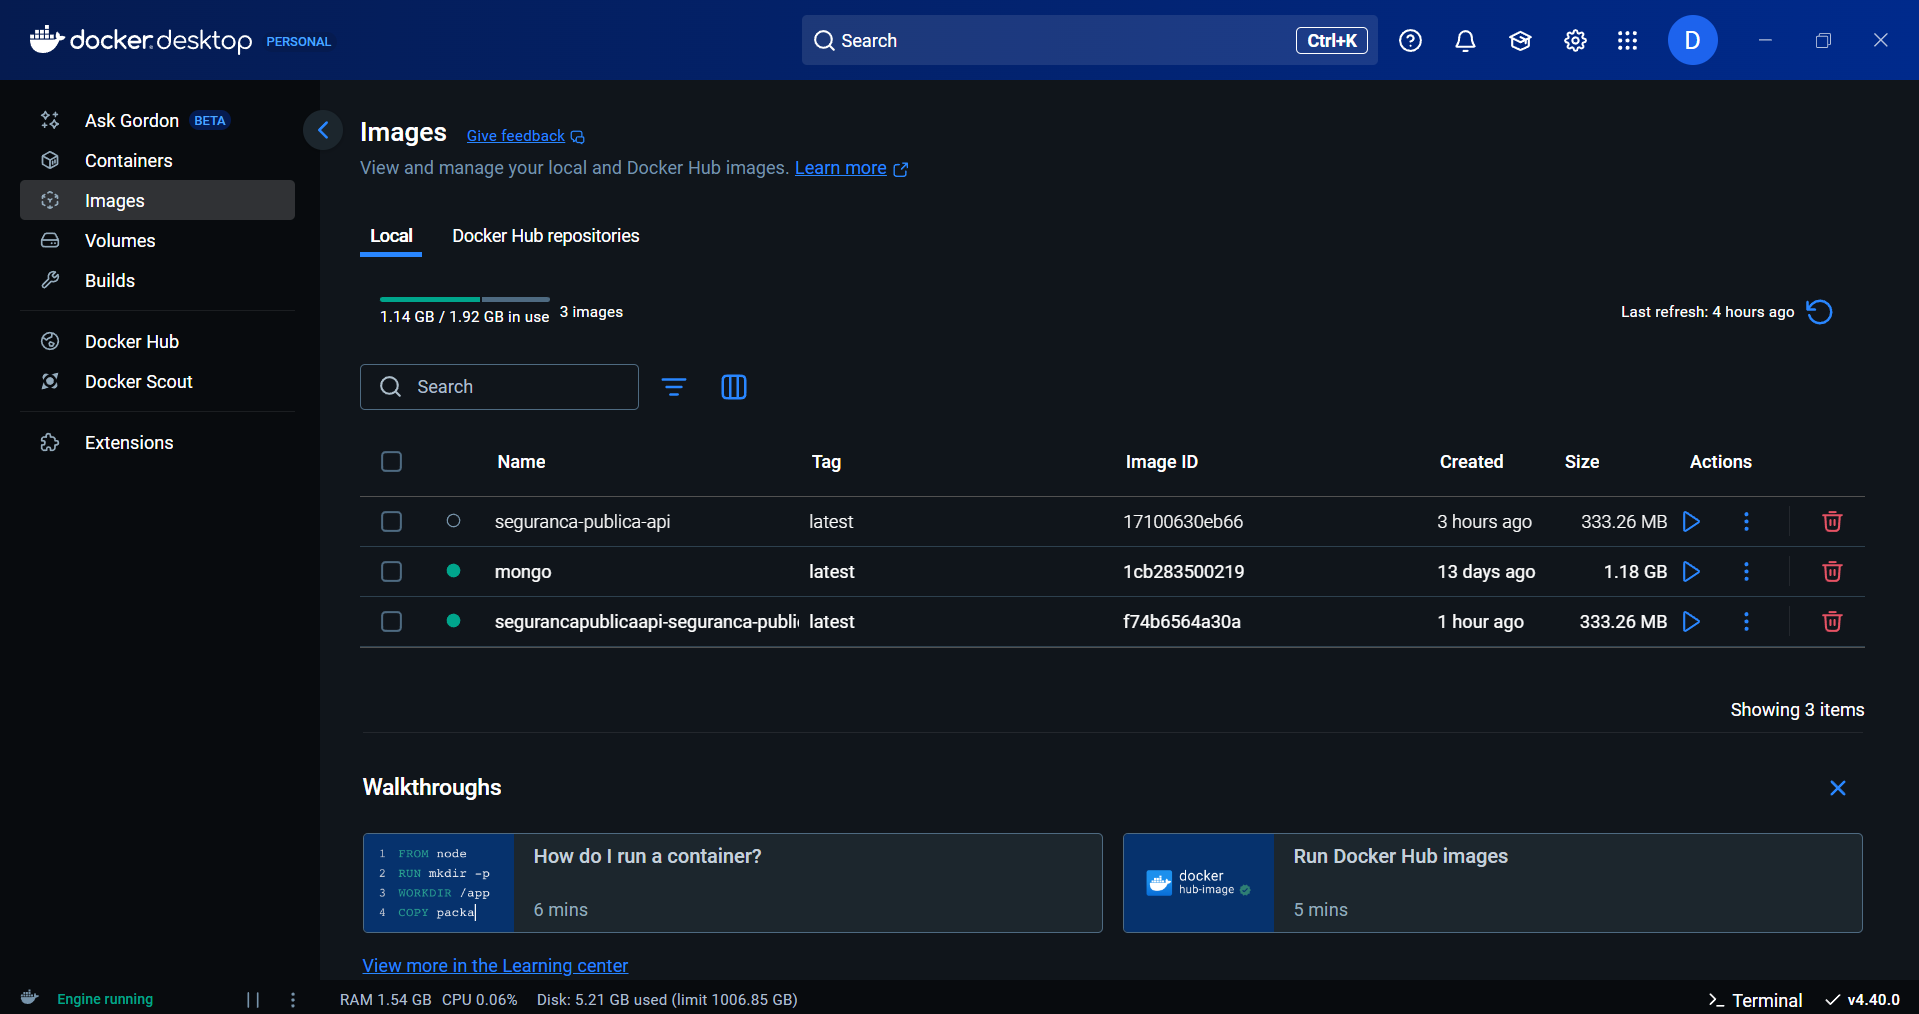 docker.desktop PERSONAL
Search Ctrl+K
D
Ask Gordon BETA
Containers
Images
Volumes
Builds
Docker Hub
Docker Scout
Extensions
Images Give feedback
View and manage your local and Docker Hub images. Learn more
Local Docker Hub repositories
1.14 GB / 1.92 GB in use 3 images
Last refresh: 4 hours ago
Search
Name Tag Image ID Created Size Actions
seguranca-publica-api latest 17100630eb66 3 hours ago 333.26 MB
mongo latest 1cb283500219 13 days ago 1.18 GB
segurancapublicaapi-seguranca-publi latest f74b6564a30a 1 hour ago 333.26 MB
Showing 3 items
Walkthroughs
1 FROM node
2 RUN mkdir -p
3 WORKDIR /app
4 COPY packa
How do I run a container?
6 mins
docker
hub-image
Run Docker Hub images
5 mins
View more in the Learning center
Engine running
RAM 1.54 GB CPU 0.06% Disk: 5.21 GB used (limit 1006.85 GB)
Terminal v4.40.0